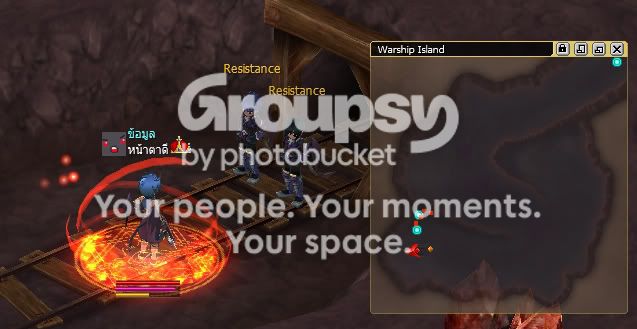 Warship Island
Resistance
Resistance
Groupsy
by photobucket
ข้อมูล
หน้าตาดี
Your people. Your moments.
Your space.